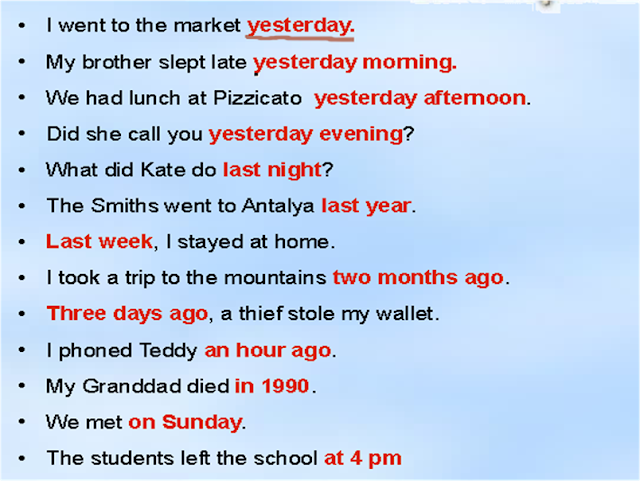 • I went to the market yesterday.
• My brother slept late yesterday morning.
• We had lunch at Pizzicato yesterday afternoon.
• Did she call you yesterday evening?
• What did Kate do last night?
• The Smiths went to Antalya last year.
• Last week, I stayed at home.
• I took a trip to the mountains two months ago.
• Three days ago, a thief stole my wallet.
• I phoned Teddy an hour ago.
• My Granddad died in 1990.
• We met on Sunday.
• The students left the school at 4 pm